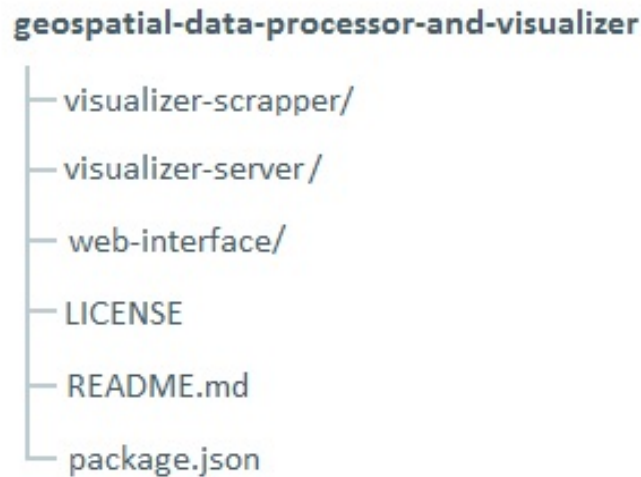 geospatial-data-processor-and-visualizer
visualizer-scrapper/
visualizer-server/
web-interface/
LICENSE
README.md
package.json